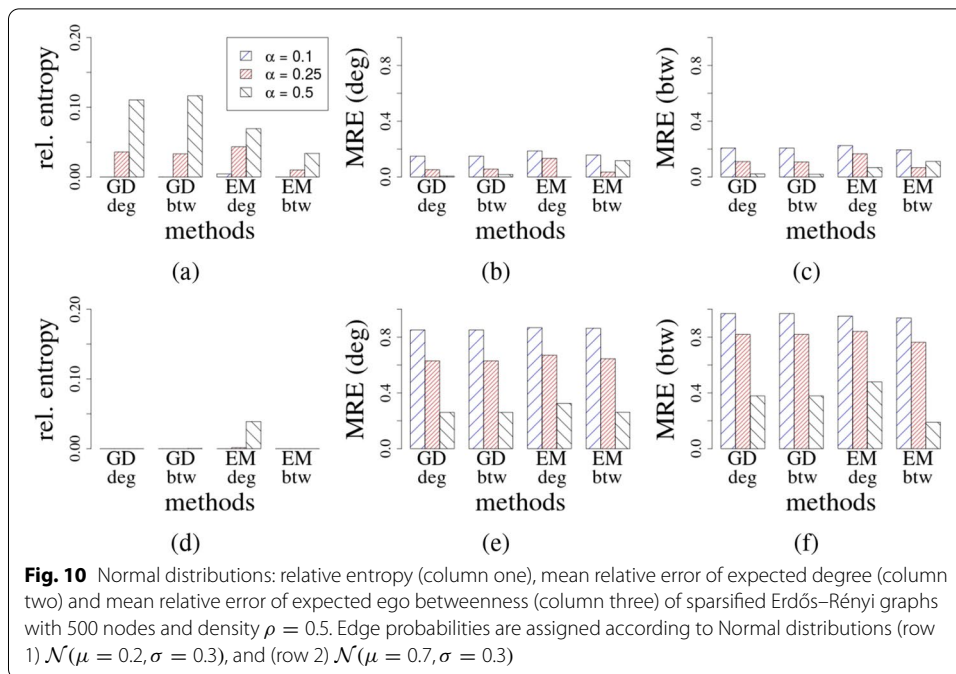 rel. entropy
0.00 0.10 0.20
α = 0.1
α = 0.25
α = 0.5
GD GD EM EM
deg btw deg btw
methods
(a)
MRE (deg)
0.0 0.4 0.8
GD GD EM EM
deg btw deg btw
methods
(b)
MRE (btw)
0.0 0.4 0.8
GD GD EM EM
deg btw deg btw
methods
(c)
rel. entropy
0.00 0.10 0.20
GD GD EM EM
deg btw deg btw
methods
(d)
MRE (deg)
0.0 0.4 0.8
GD GD EM EM
deg btw deg btw
methods
(e)
MRE (btw)
0.0 0.4 0.8
GD GD EM EM
deg btw deg btw
methods
(f)
Fig. 10 Normal distributions: relative entropy (column one), mean relative error of expected degree (column
two) and mean relative error of expected ego betweenness (column three) of sparsified Erdős–Rényi graphs
with 500 nodes and density ρ = 0.5. Edge probabilities are assigned according to Normal distributions (row
1) 𝒩(μ = 0.2, σ = 0.3), and (row 2) 𝒩(μ = 0.7, σ = 0.3)